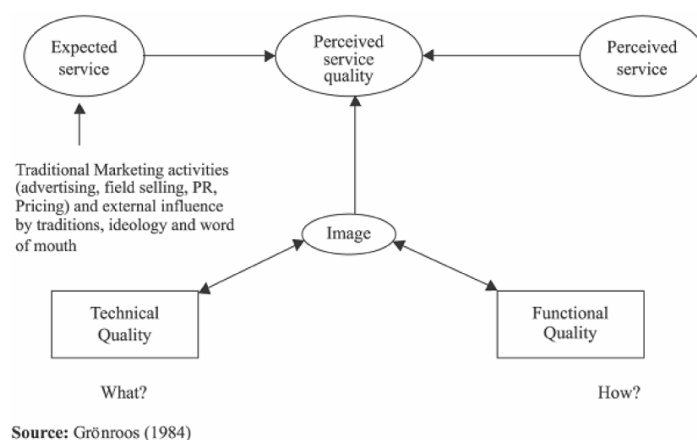 Expected
service
Perceived
service
quality
Perceived
service
Traditional Marketing activities
(advertising, field selling, PR,
Pricing) and external influence
by traditions, ideology and word
of mouth
Image
Technical
Quality
Functional
Quality
What?
How?
Source: Grönroos (1984)